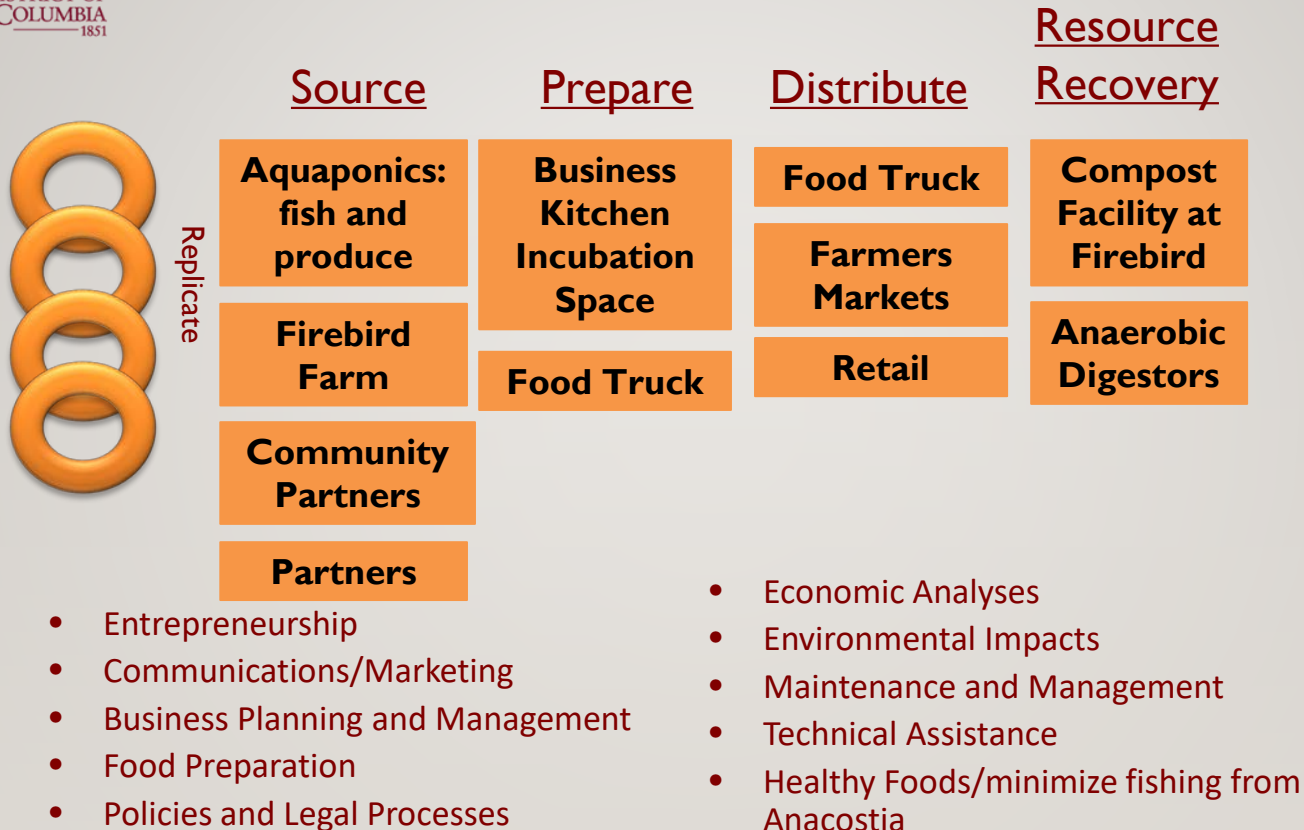 COLUMBIA
1851
Resource
Recovery
Source
Prepare
Distribute
Replicate
Aquaponics:
fish and
produce
Firebird
Farm
Community
Partners
Partners
Business
Kitchen
Incubation
Space
Food Truck
Food Truck
Farmers
Markets
Retail
Compost
Facility at
Firebird
Anaerobic
Digestors
• Entrepreneurship
• Communications/Marketing
• Business Planning and Management
• Food Preparation
• Policies and Legal Processes
• Economic Analyses
• Environmental Impacts
• Maintenance and Management
• Technical Assistance
• Healthy Foods/minimize fishing from
Anacostia